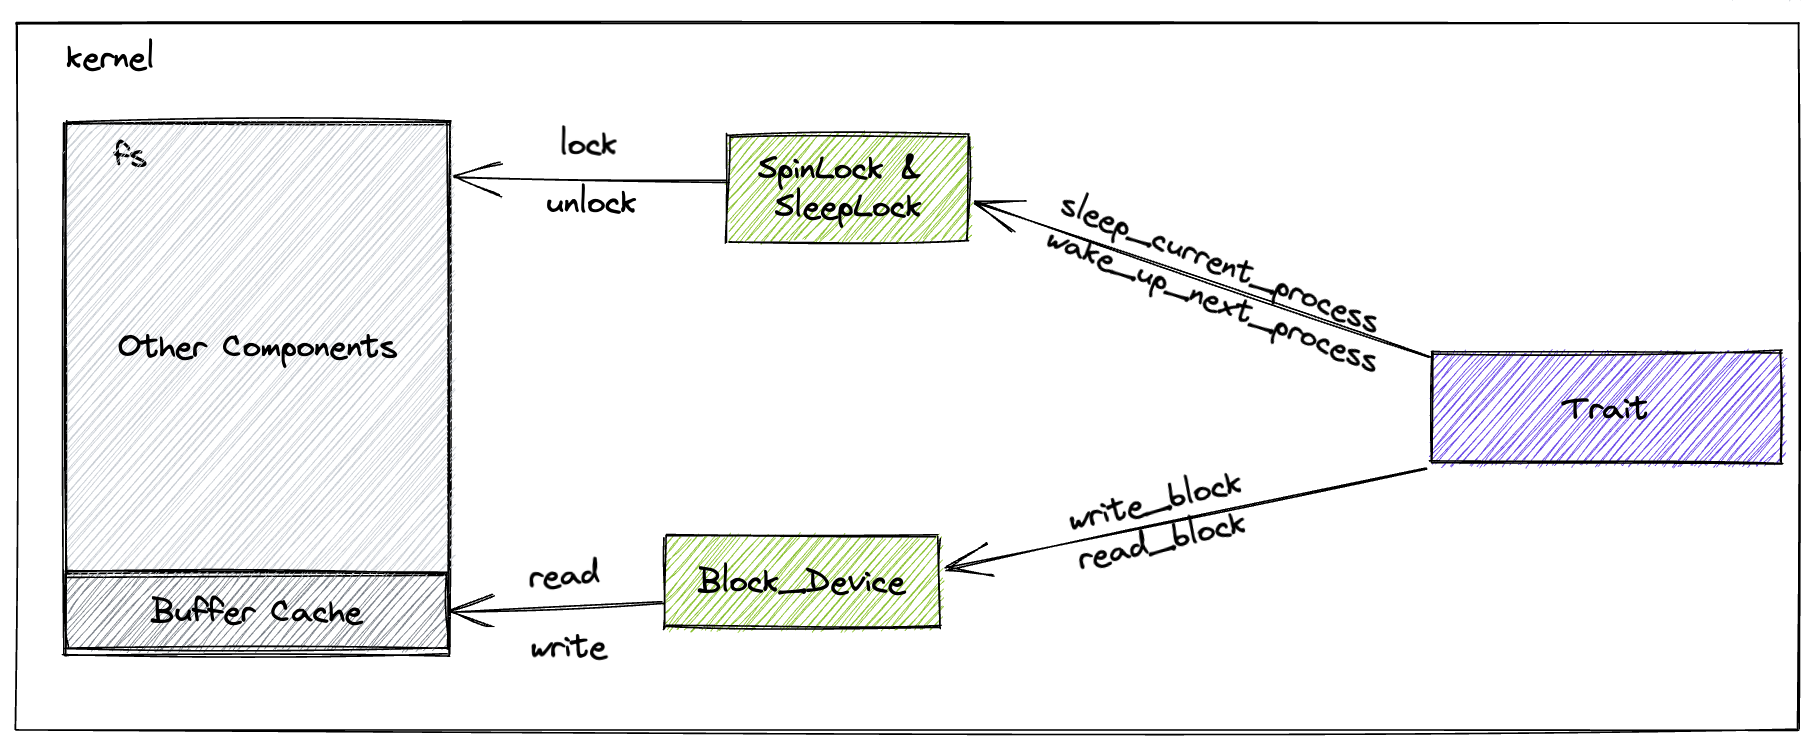 kernel
fs
Other Components
Buffer Cache
lock
unlock
SpinLock &
SleepLock
sleep_current_process
wake_up_next_process
Trait
write_block
read_block
Block_Device
read
write